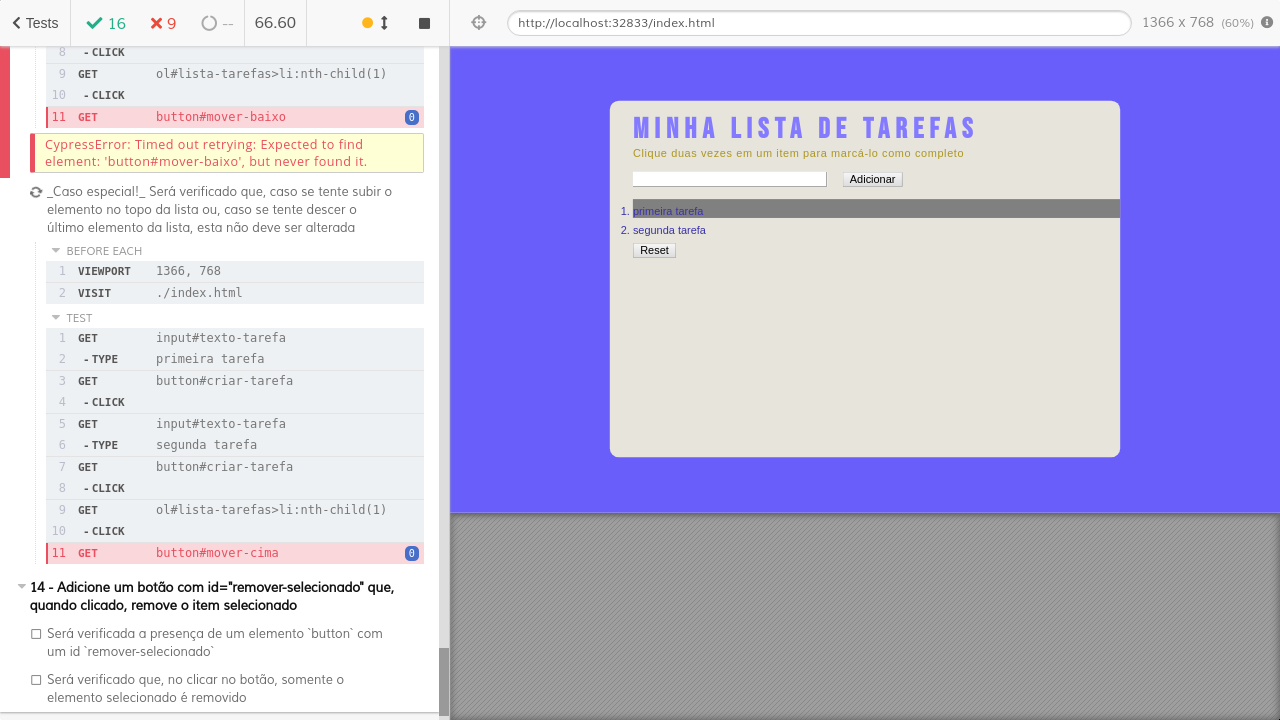 Tests 16 9 -- 66.60
http://localhost:32833/index.html 1366 x 768 (60%)
8 -CLICK
9 GET ol#lista-tarefas>li:nth-child(1)
10 -CLICK
11 GET button#mover-baixo 0
CypressError: Timed out retrying: Expected to find
element: 'button#mover-baixo', but never found it.
_Caso especial!_ Será verificado que, caso se tente subir o
elemento no topo da lista ou, caso se tente descer o
último elemento da lista, esta não deve ser alterada
BEFORE EACH
1 VIEWPORT 1366, 768
2 VISIT ./index.html
TEST
1 GET input#texto-tarefa
2 -TYPE primeira tarefa
3 GET button#criar-tarefa
4 -CLICK
5 GET input#texto-tarefa
6 -TYPE segunda tarefa
7 GET button#criar-tarefa
8 -CLICK
9 GET ol#lista-tarefas>li:nth-child(1)
10 -CLICK
11 GET button#mover-cima 0
14 - Adicione um botão com id="remover-selecionado" que,
quando clicado, remove o item selecionado
Será verificada a presença de um elemento `button` com
um id `remover-selecionado`
Será verificado que, no clicar no botão, somente o
elemento selecionado é removido
MINHA LISTA DE TAREFAS
Clique duas vezes em um item para marcá-lo como completo
Adicionar
1. primeira tarefa
2. segunda tarefa
Reset